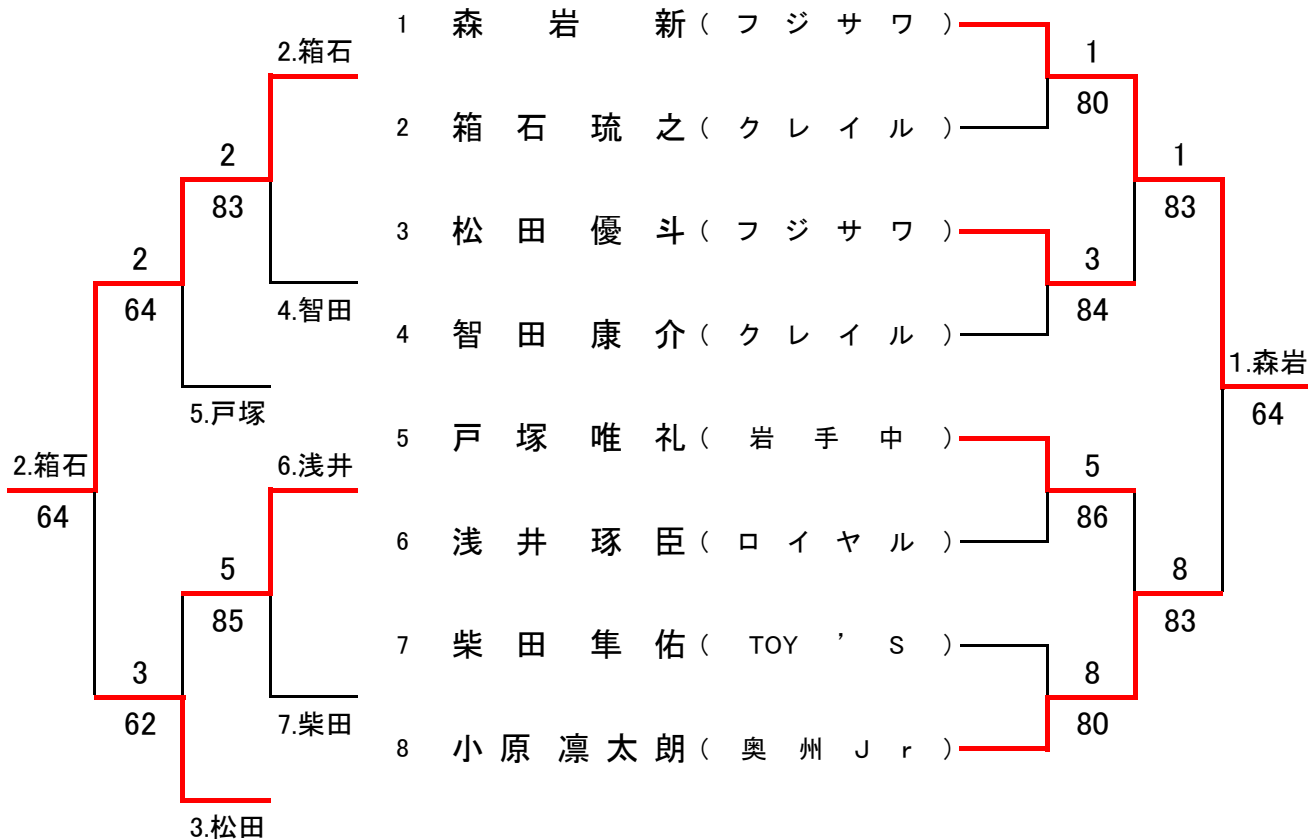 1 森岩 新 (フジサワ)
2 箱石琉之 (クレイル)
3 松田優斗 (フジサワ)
4 智田康介 (クレイル)
5 戸塚唯礼 (岩手中)
6 浅井琢臣 (ロイヤル)
7 柴田隼佑 (TOY'S)
8 小原凛太朗 (奥州Jr)
2.箱石
2
83
4.智田
2
64
5.戸塚
2.箱石
64
6.浅井
5
85
7.柴田
3
62
3.松田
1
80
1
83
3
84
1.森岩
64
5
86
8
83
8
80